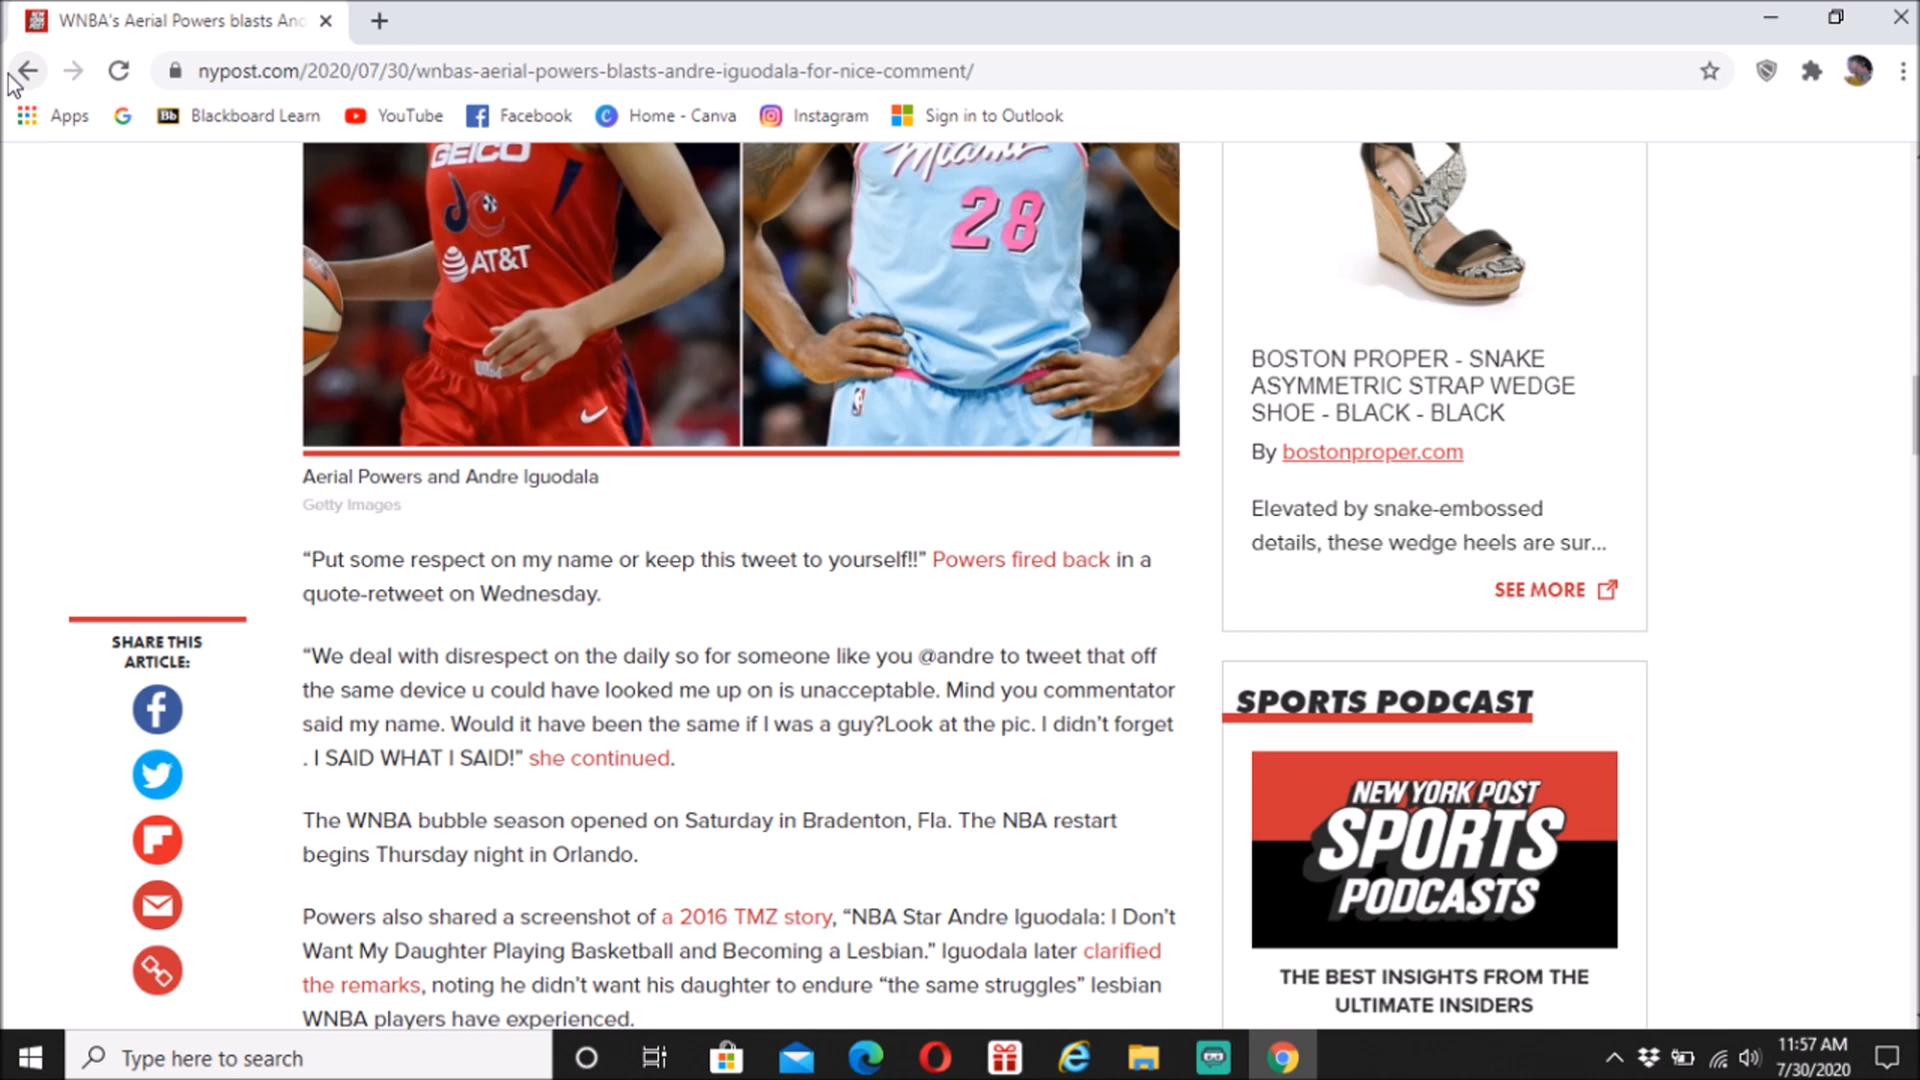 WNBA's Aerial Powers blasts And
nypost.com/2020/07/30/wnbas-aerial-powers-blasts-andre-iguodala-for-nice-comment/
Apps
Bb Blackboard Learn
YouTube
Facebook
Home - Canva
Instagram
Sign in to Outlook
GEICO
AT&T
Miami
28
Aerial Powers and Andre Iguodala
Getty Images
“Put some respect on my name or keep this tweet to yourself!!” Powers fired back in a
quote-retweet on Wednesday.
“We deal with disrespect on the daily so for someone like you @andre to tweet that off
the same device u could have looked me up on is unacceptable. Mind you commentator
said my name. Would it have been the same if I was a guy?Look at the pic. I didn’t forget
. I SAID WHAT I SAID!” she continued.
The WNBA bubble season opened on Saturday in Bradenton, Fla. The NBA restart
begins Thursday night in Orlando.
Powers also shared a screenshot of a 2016 TMZ story, “NBA Star Andre Iguodala: I Don’t
Want My Daughter Playing Basketball and Becoming a Lesbian.” Iguodala later clarified
the remarks, noting he didn’t want his daughter to endure “the same struggles” lesbian
WNBA players have experienced.
SHARE THIS
ARTICLE:
BOSTON PROPER - SNAKE
ASYMMETRIC STRAP WEDGE
SHOE - BLACK - BLACK
By bostonproper.com
Elevated by snake-embossed
details, these wedge heels are sur...
SEE MORE
SPORTS PODCAST
NEW YORK POST
SPORTS
PODCASTS
THE BEST INSIGHTS FROM THE
ULTIMATE INSIDERS
Type here to search
11:57 AM
7/30/2020